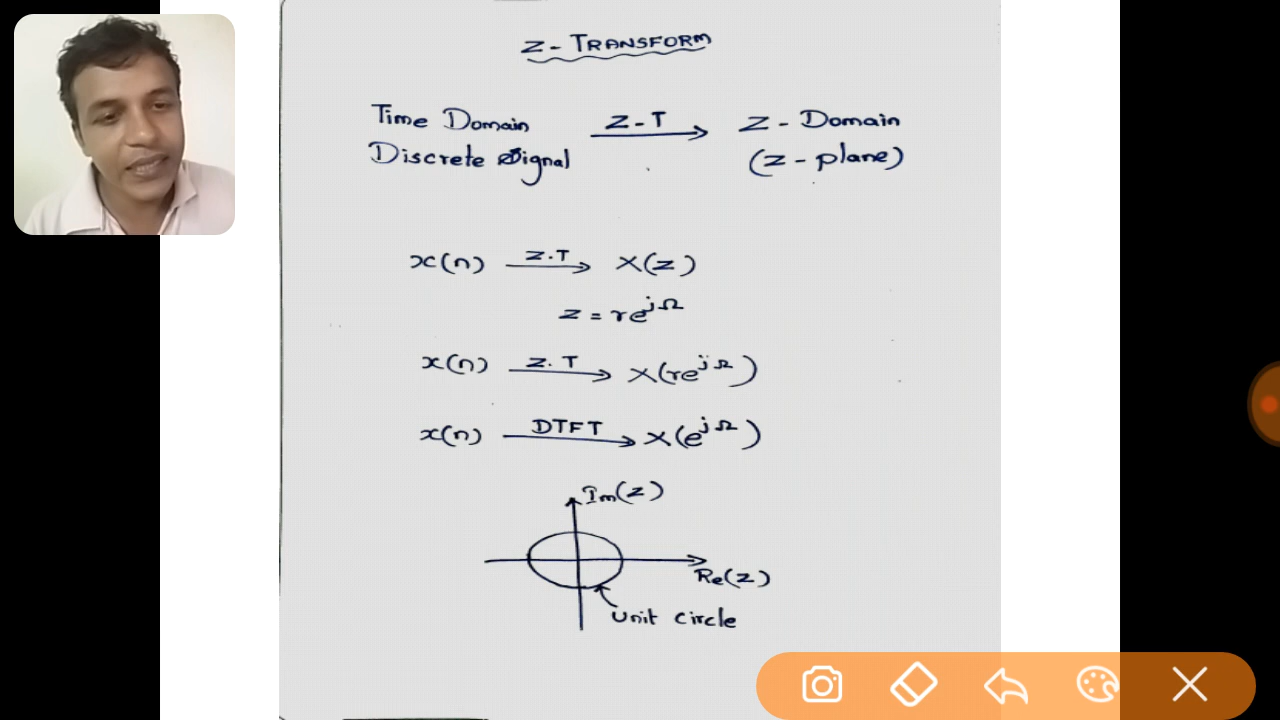 Z - TRANSFORM
Time Domain Discrete Signal Z-T Z - Domain (Z - plane)
x(n) Z.T X(z)
z = re^jΩ
x(n) Z.T X(re^jΩ)
x(n) DTFT X(e^jΩ)
Im(z)
Re(z)
Unit circle